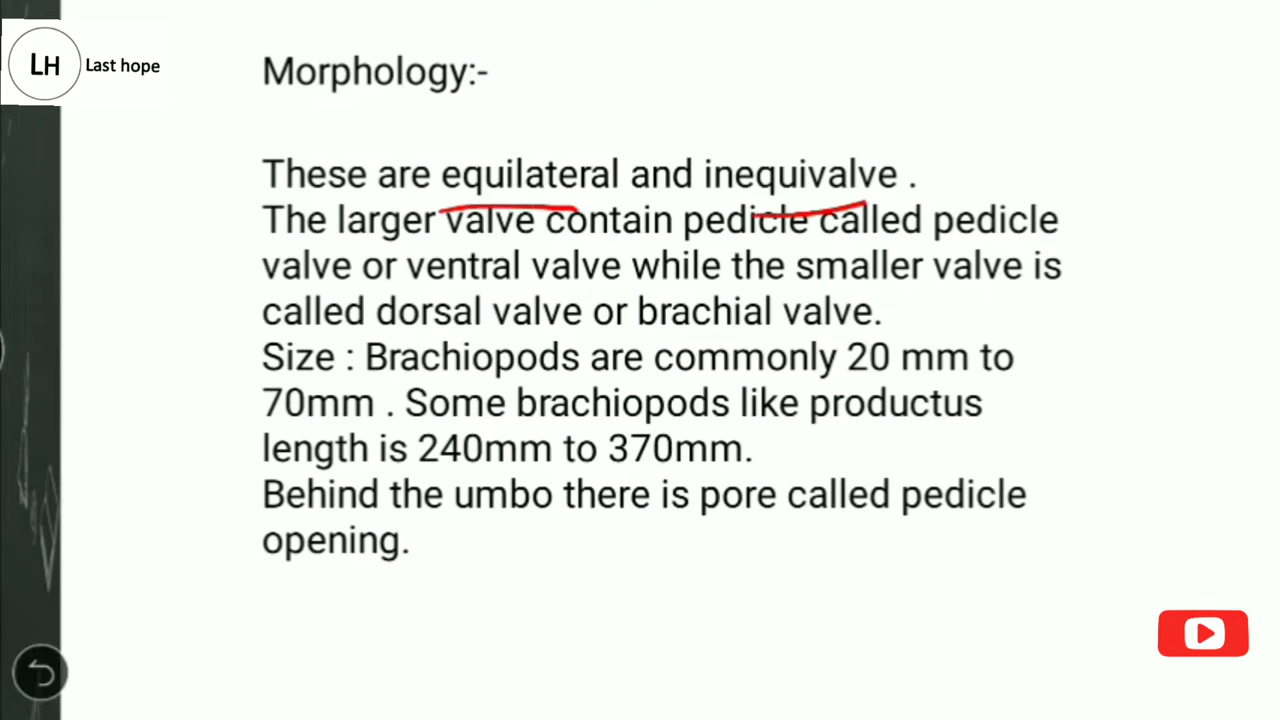 LH Last hope
Morphology:-
These are equilateral and inequivalve .
The larger valve contain pedicle called pedicle
valve or ventral valve while the smaller valve is
called dorsal valve or brachial valve.
Size : Brachiopods are commonly 20 mm to
70mm . Some brachiopods like productus
length is 240mm to 370mm.
Behind the umbo there is pore called pedicle
opening.